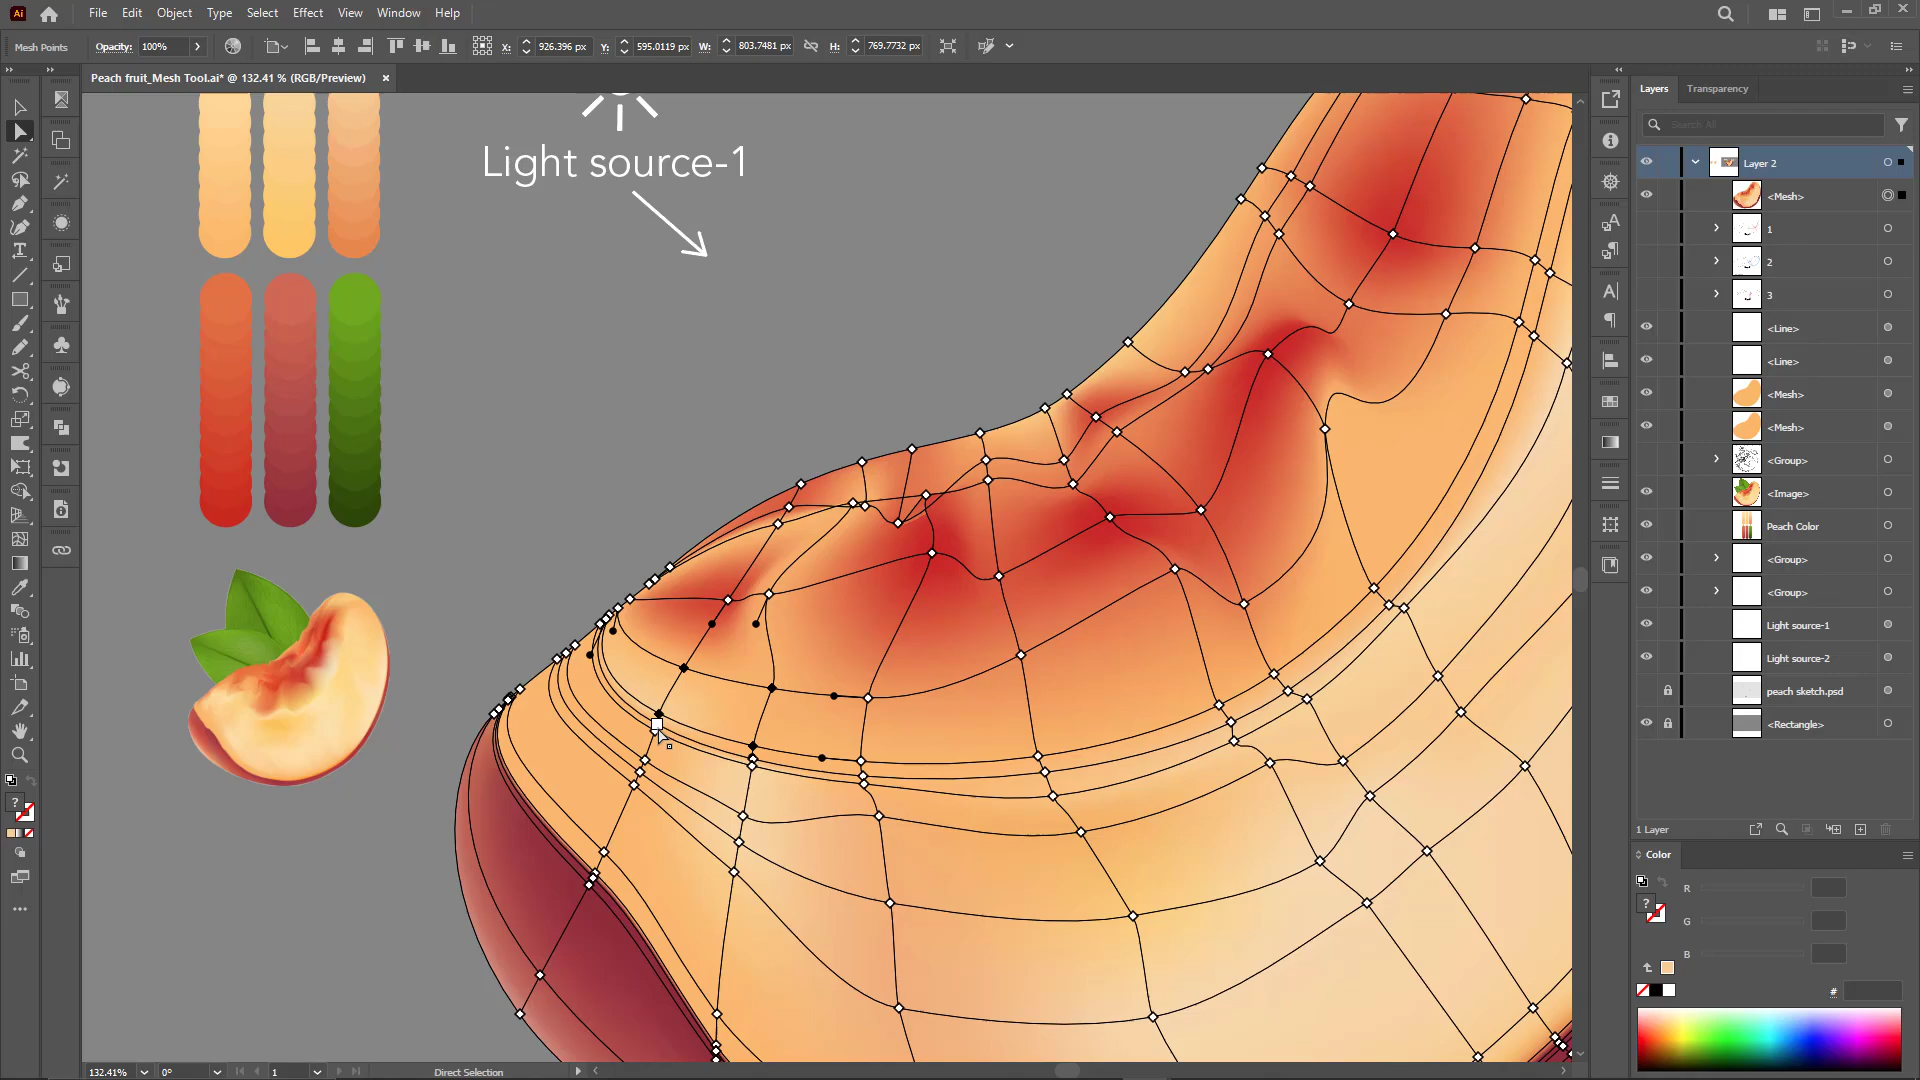 Ai
File Edit Object Type Select Effect View Window Help
Mesh Points Opacity: 100% X: 926.396 px Y: 595.0119 px W: 803.7481 px H: 769.7732 px
Peach fruit_Mesh Tool.ai* @ 132.41 % (RGB/Preview) ×
Light source-1
Layers Transparency
Search All
Layer 2
<Mesh>
1
2
3
<Line>
<Line>
<Mesh>
<Mesh>
<Group>
<Image>
Peach Color
<Group>
<Group>
Light source-1
Light source-2
peach sketch.psd
<Rectangle>
1 Layer
Color
R
G
B
? 
#
?
132.41% 0° 1 Direct Selection